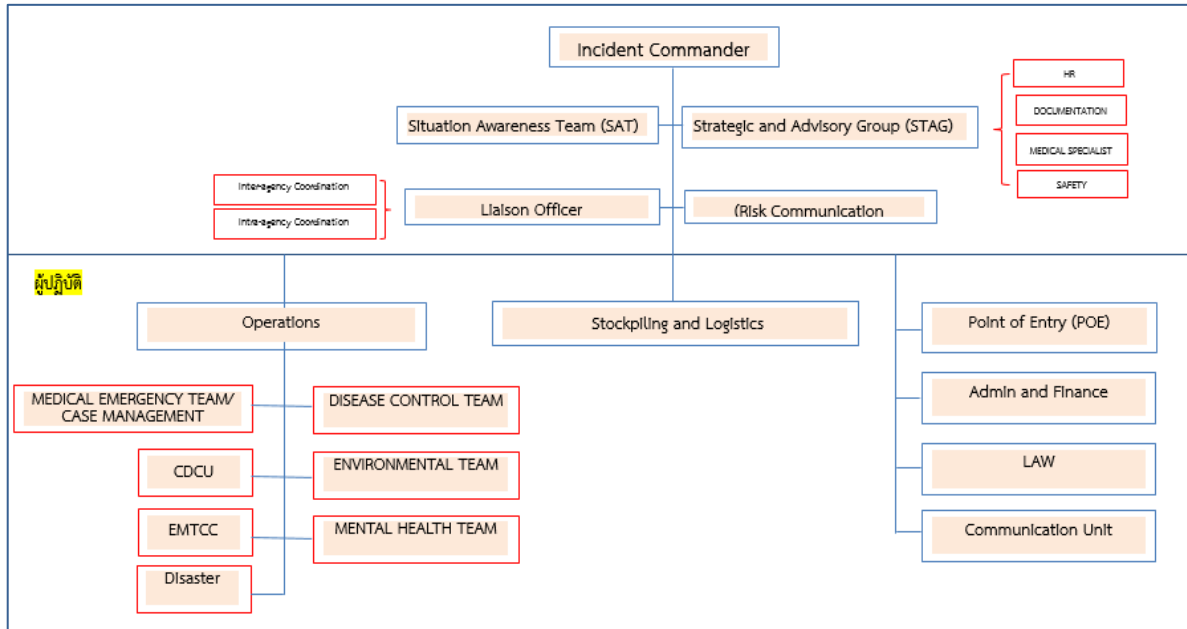 Incident Commander
HR
DOCUMENTATION
MEDICAL SPECIALIST
SAFETY
Situation Awareness Team (SAT)
Strategic and Advisory Group (STAG)
Inter-agency Coordination
Intra-agency Coordination
Liaison Officer
(Risk Communication
ผู้ปฏิบัติ
Operations
Stockpiling and Logistics
Point of Entry (POE)
MEDICAL EMERGENCY TEAM/
CASE MANAGEMENT
DISEASE CONTROL TEAM
Admin and Finance
CDCU
ENVIRONMENTAL TEAM
LAW
EMTCC
MENTAL HEALTH TEAM
Communication Unit
Disaster